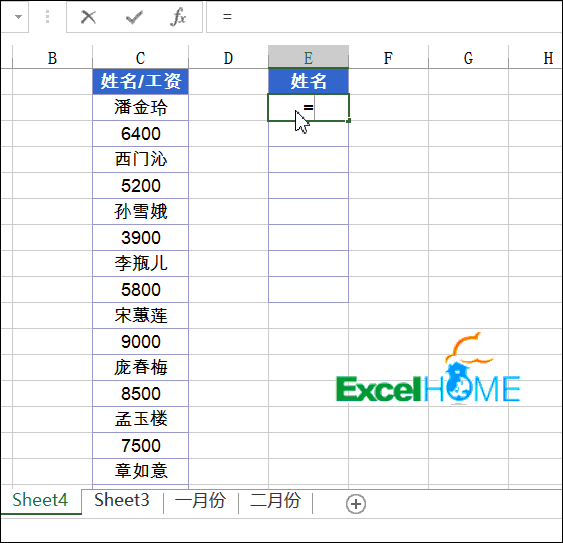 fx =
B C D E F G H
姓名/工资 姓名
潘金玲 =
6400
西门沁
5200
孙雪娥
3900
李瓶儿
5800
宋蕙莲
9000
庞春梅
8500
孟玉楼
7500
章如意
ExcelHOME
Sheet4 Sheet3 一月份 二月份